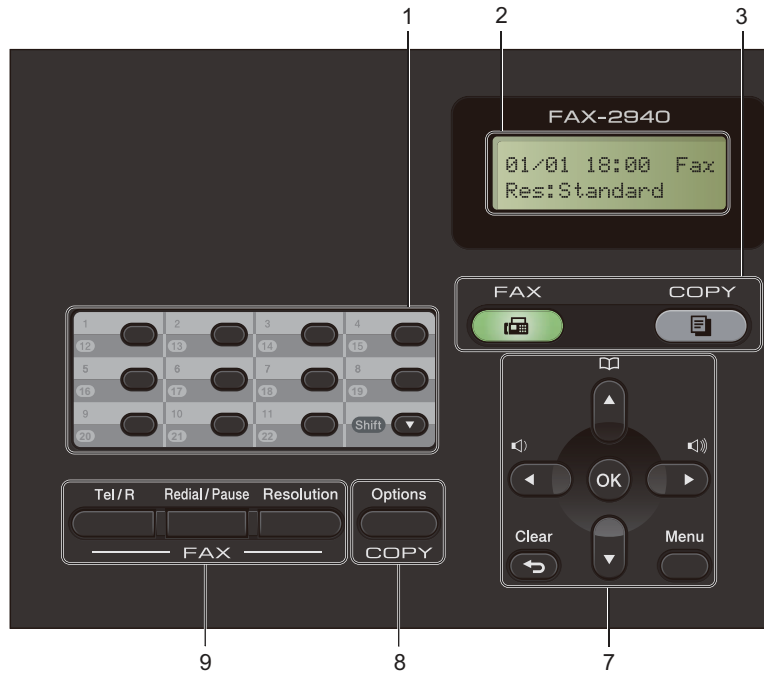 1 2 3
FAX-2940
01/01 18:00 Fax
Res:Standard
FAX COPY
1 2 3 4
12 13 14 15
5 6 7 8
16 17 18 19
9 10 11 Shift
20 21 22
Tel/R Redial/Pause Resolution Options
FAX COPY
OK
Clear Menu
9 8 7